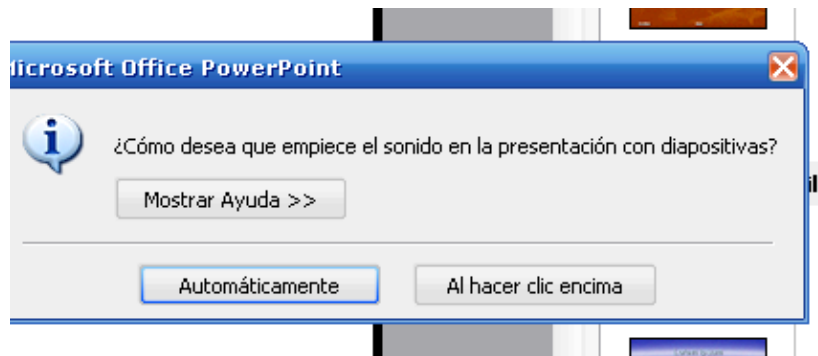 Microsoft Office PowerPoint
¿Cómo desea que empiece el sonido en la presentación con diapositivas?
Mostrar Ayuda >>
Automáticamente
Al hacer clic encima